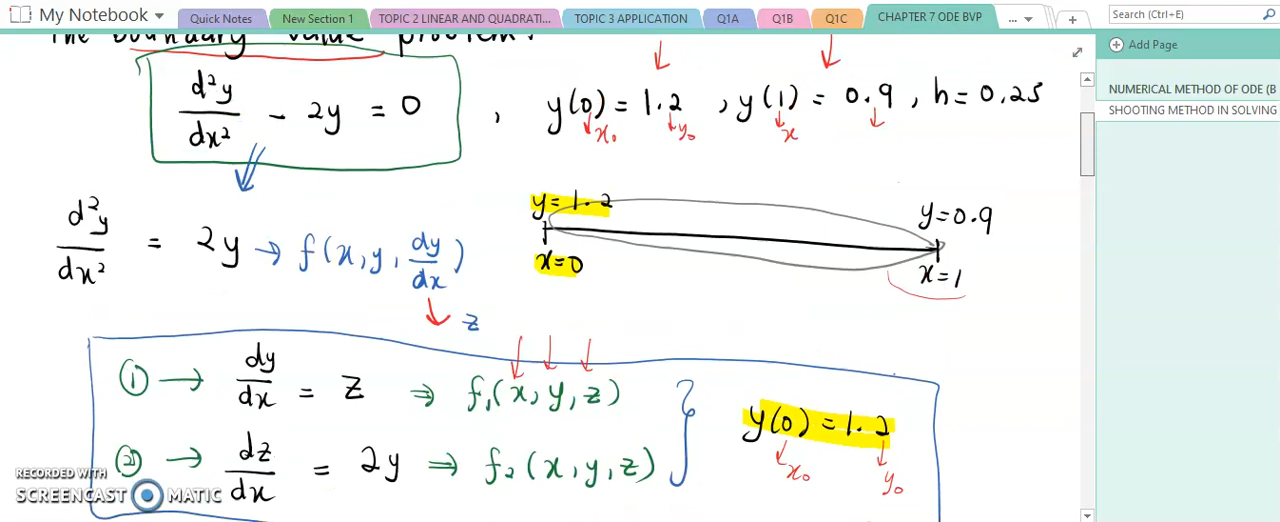 My Notebook
Quick Notes
New Section 1
TOPIC 2 LINEAR AND QUADRATI...
TOPIC 3 APPLICATION
Q1A
Q1B
Q1C
CHAPTER 7 ODE BVP
...
Search (Ctrl+E)
Add Page
NUMERICAL METHOD OF ODE (B
SHOOTING METHOD IN SOLVING
The boundary value problem:
d²y/dx² - 2y = 0 , y(0) = 1.2 , y(1) = 0.9 , h = 0.25
x₀ y₀ x
y = 1.2
y = 0.9
d²y/dx² = 2y → f(x, y, dy/dx)
x = 0
x = 1
z
① → dy/dx = z ⇒ f₁(x, y, z)
y(0) = 1.2
② → dz/dx = 2y ⇒ f₂(x, y, z)
x₀ y₀
RECORDED WITH
SCREENCAST MATIC